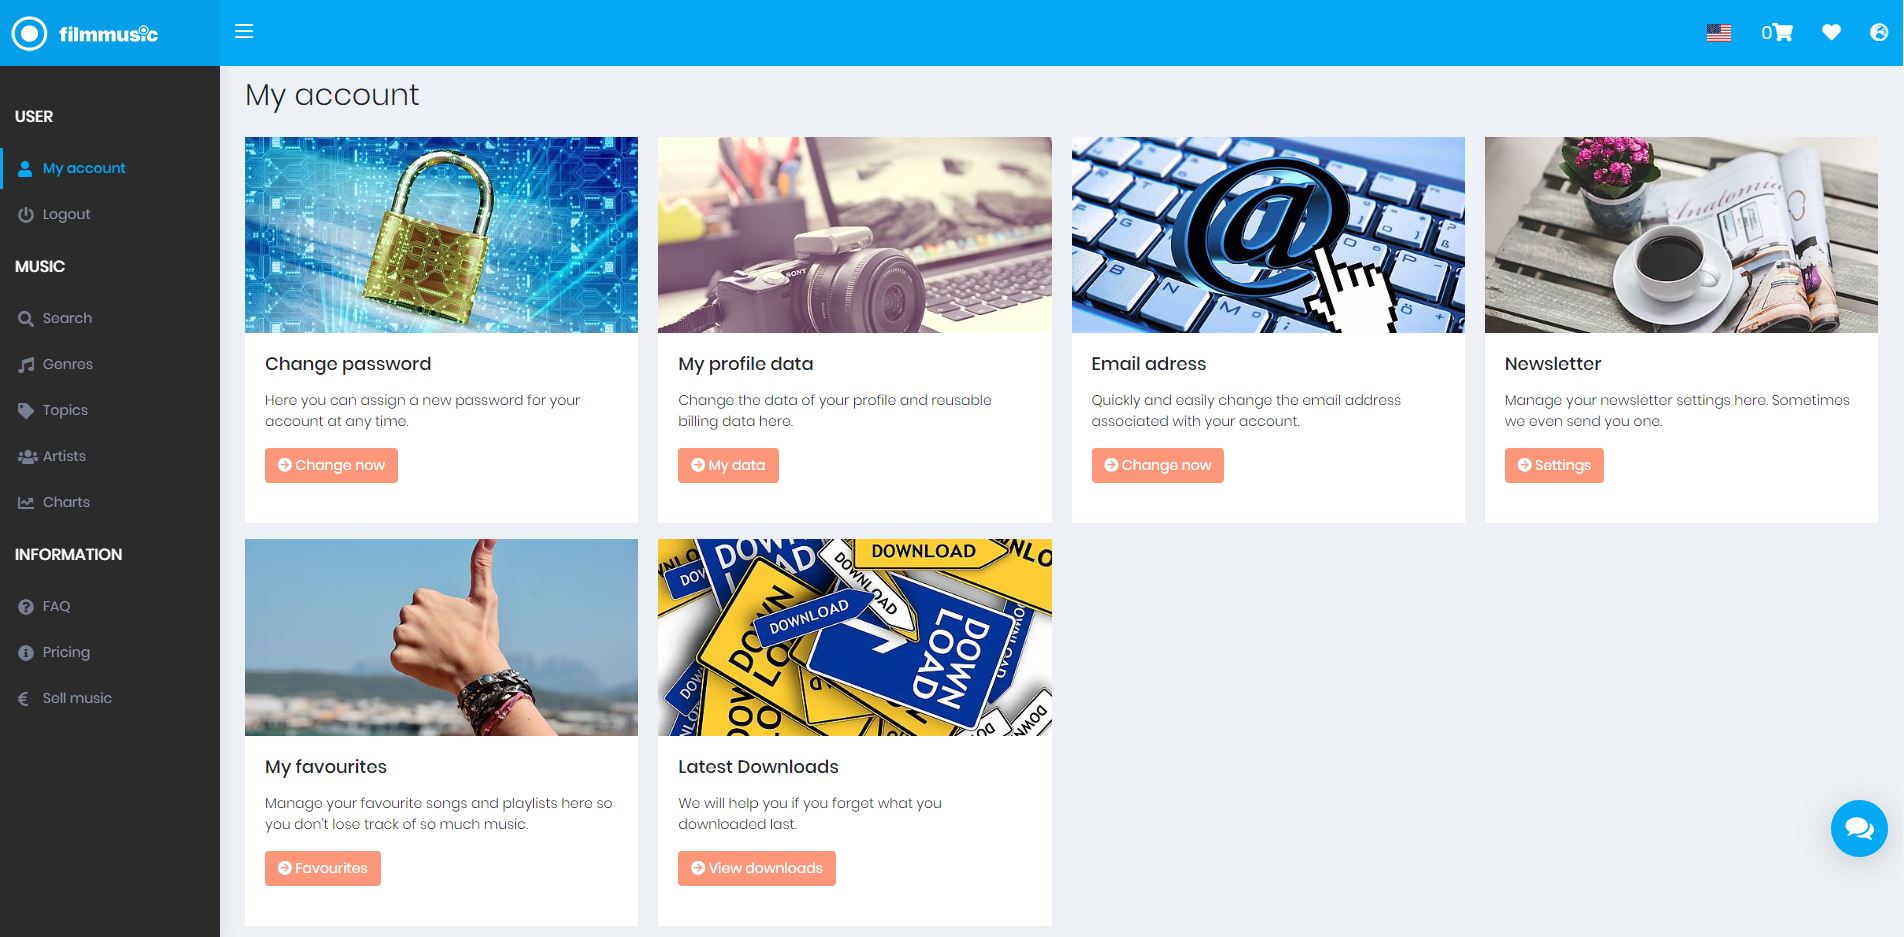 filmmusic
0
USER
My account
Logout
MUSIC
Search
Genres
Topics
Artists
Charts
INFORMATION
FAQ
Pricing
Sell music
My account
SONY
Anatomia
Change password
Here you can assign a new password for your
account at any time.
Change now
My profile data
Change the data of your profile and reusable
billing data here.
My data
Email adress
Quickly and easily change the email address
associated with your account.
Change now
Newsletter
Manage your newsletter settings here. Sometimes
we even send you one.
Settings
DOWNLOAD
DOWNLOAD
DOWNLOAD
DOWN
LOAD
DOWN
LOAD
My favourites
Manage your favourite songs and playlists here so
you don't lose track of so much music.
Favourites
Latest Downloads
We will help you if you forget what you
downloaded last.
View downloads